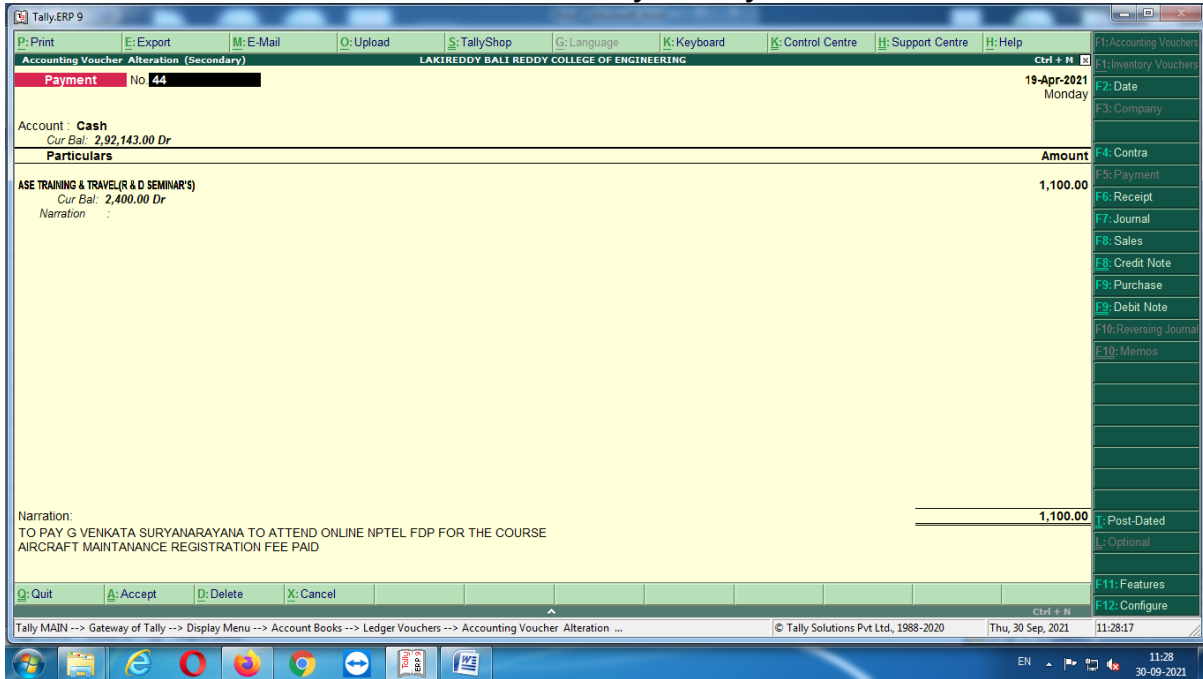 Tally.ERP 9
P: Print E: Export M: E-Mail O: Upload S: TallyShop G: Language K: Keyboard K: Control Centre H: Support Centre H: Help
Accounting Voucher Alteration (Secondary) LAKIREDDY BALI REDDY COLLEGE OF ENGINEERING Ctrl + M
Payment No. 44 19-Apr-2021
Monday
Account : Cash
Cur Bal: 2,92,143.00 Dr
Particulars Amount
ASE TRAINING & TRAVEL(R & D SEMINAR'S) 1,100.00
Cur Bal: 2,400.00 Dr
Narration :
Narration: 1,100.00
TO PAY G VENKATA SURYANARAYANA TO ATTEND ONLINE NPTEL FDP FOR THE COURSE
AIRCRAFT MAINTANANCE REGISTRATION FEE PAID
Q: Quit A: Accept D: Delete X: Cancel
Ctrl + N
Tally MAIN --> Gateway of Tally --> Display Menu --> Account Books --> Ledger Vouchers --> Accounting Voucher Alteration ... © Tally Solutions Pvt Ltd., 1988-2020 Thu, 30 Sep, 2021 11:28:17
F1: Accounting Vouchers
F1: Inventory Vouchers
F2: Date
F3: Company
F4: Contra
F5: Payment
F6: Receipt
F7: Journal
F8: Sales
F8: Credit Note
F9: Purchase
F9: Debit Note
F10: Reversing Journal
F10: Memos
T: Post-Dated
L: Optional
F11: Features
F12: Configure
Tally ERP 9
EN 11:28
30-09-2021